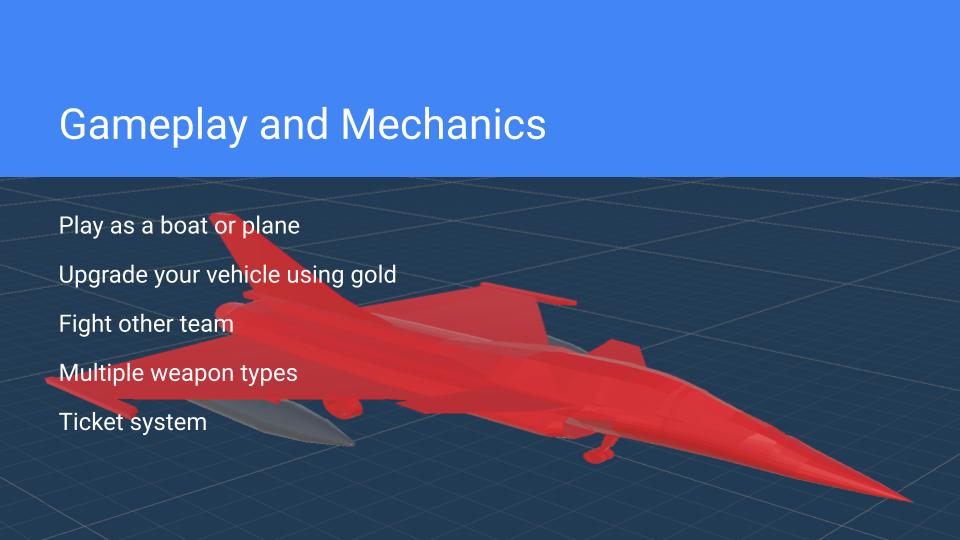 Gameplay and Mechanics
Play as a boat or plane
Upgrade your vehicle using gold
Fight other team
Multiple weapon types
Ticket system